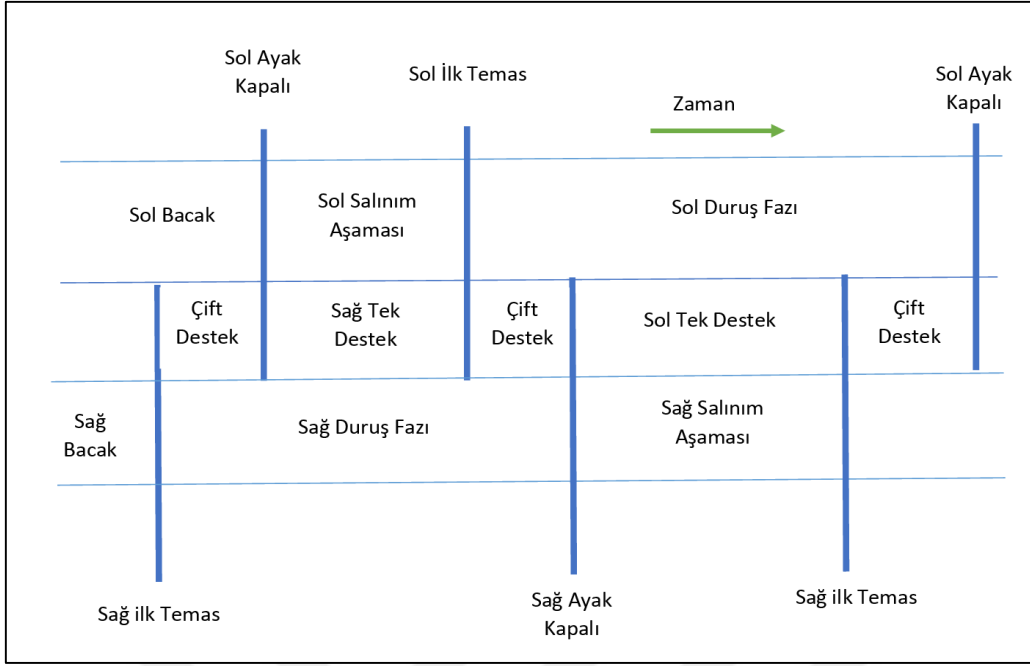 Sol Ayak
Kapalı
Sol İlk Temas
Zaman
Sol Ayak
Kapalı
Sol Bacak
Sol Salınım
Aşaması
Sol Duruş Fazı
Çift
Destek
Sağ Tek
Destek
Çift
Destek
Sol Tek Destek
Çift
Destek
Sağ
Bacak
Sağ Duruş Fazı
Sağ Salınım
Aşaması
Sağ ilk Temas
Sağ Ayak
Kapalı
Sağ ilk Temas